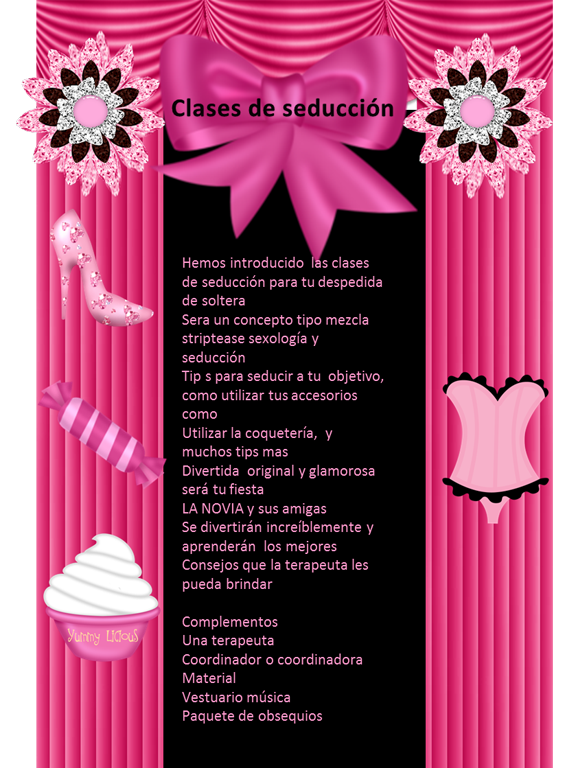 Clases de seducción
Hemos introducido las clases
de seducción para tu despedida
de soltera
Sera un concepto tipo mezcla
striptease sexología y
seducción
Tip s para seducir a tu objetivo,
como utilizar tus accesorios
como
Utilizar la coquetería, y
muchos tips mas
Divertida original y glamorosa
será tu fiesta
LA NOVIA y sus amigas
Se divertirán increíblemente y
aprenderán los mejores
Consejos que la terapeuta les
pueda brindar
Complementos
Una terapeuta
Coordinador o coordinadora
Material
Vestuario música
Paquete de obsequios
Yummy Licious